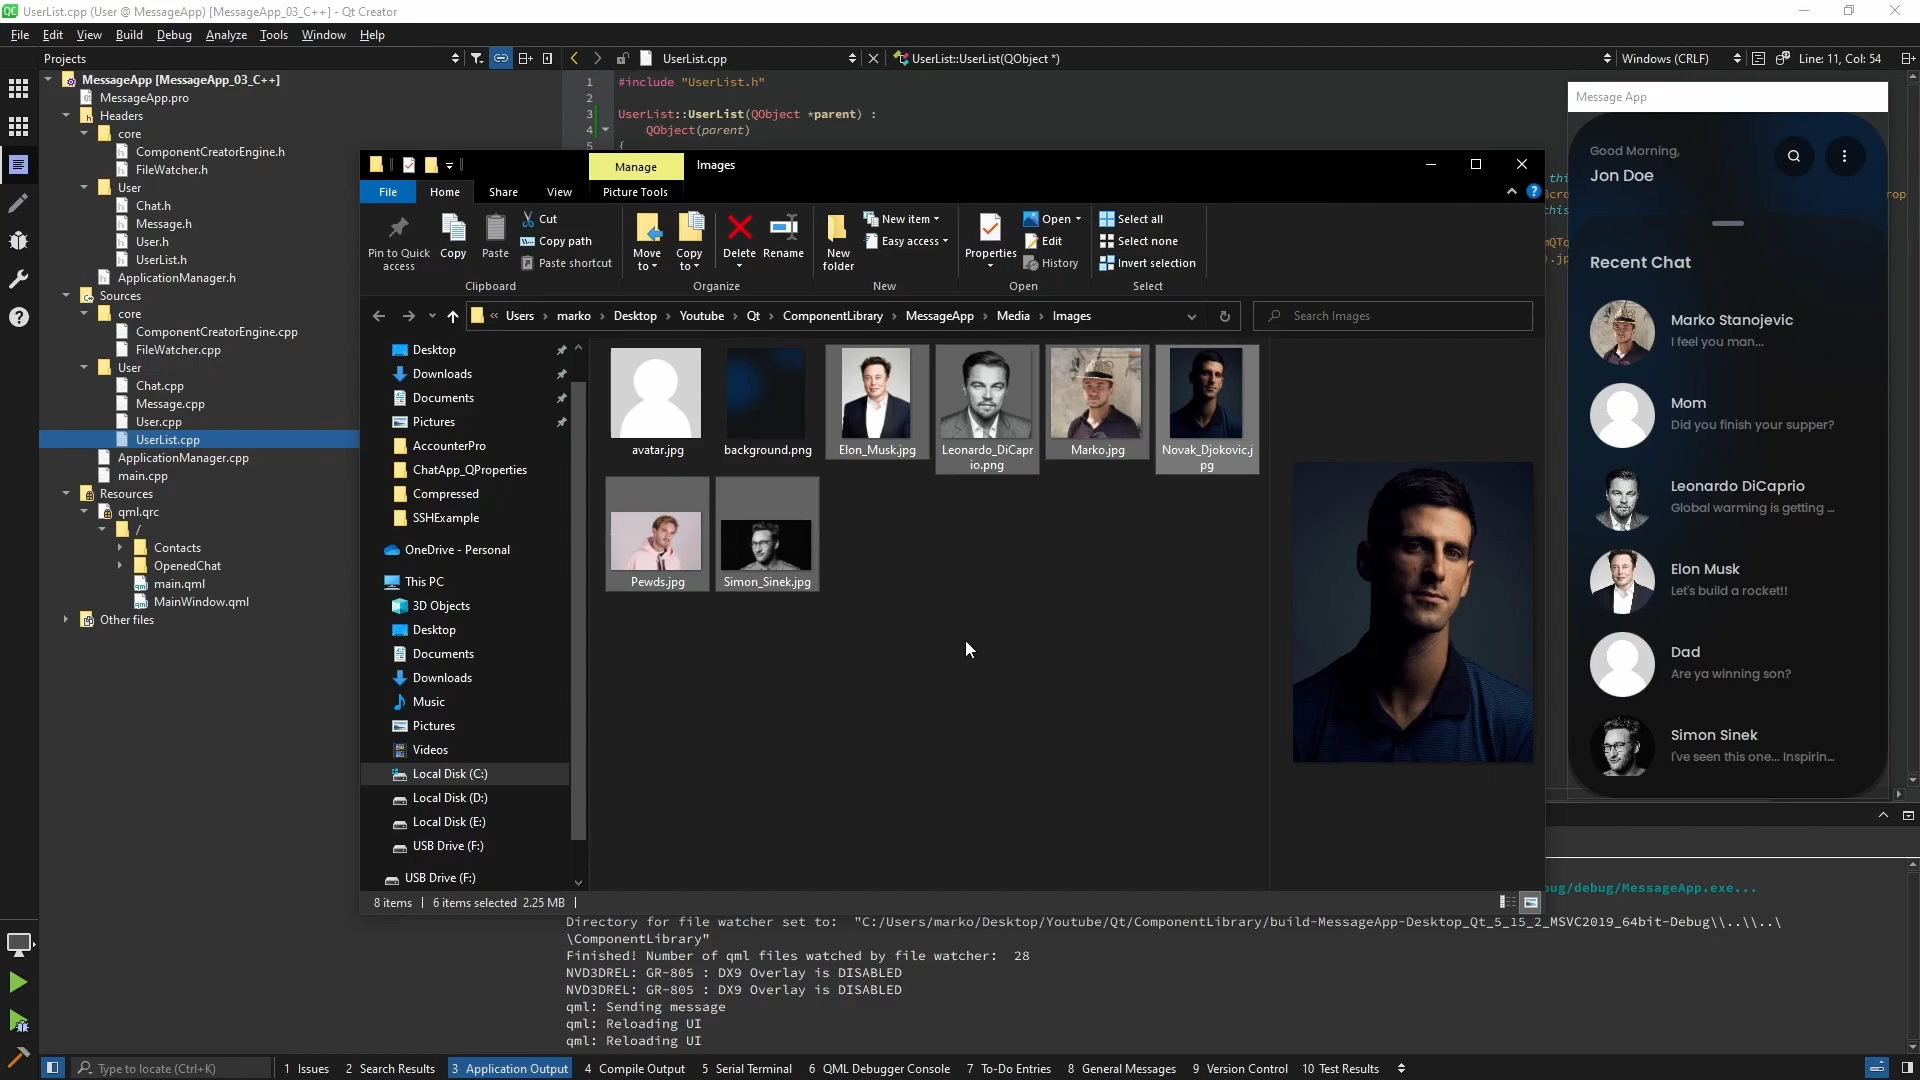 UserList.cpp (User @ MessageApp) [MessageApp_03_C++] - Qt Creator
File Edit View Build Debug Analyze Tools Window Help
Projects
UserList.cpp
UserList::UserList(QObject *)
Windows (CRLF)
Line: 11, Col: 54
MessageApp [MessageApp_03_C++]
MessageApp.pro
Headers
core
ComponentCreatorEngine.h
FileWatcher.h
User
Chat.h
Message.h
User.h
UserList.h
ApplicationManager.h
Sources
core
ComponentCreatorEngine.cpp
FileWatcher.cpp
User
Chat.cpp
Message.cpp
User.cpp
UserList.cpp
ApplicationManager.cpp
main.cpp
Resources
qml.qrc
/
Contacts
OpenedChat
main.qml
MainWindow.qml
Other files
1 #include "UserList.h"
2
3 UserList::UserList(QObject *parent) :
4 QObject(parent)
5 {
Manage
Images
File Home Share View Picture Tools
Pin to Quick access
Copy
Paste
Cut
Copy path
Paste shortcut
Clipboard
Move to
Copy to
Delete
Rename
Organize
New folder
New item
Easy access
New
Properties
Open
Edit
History
Open
Select all
Select none
Invert selection
Select
« Users › marko › Desktop › Youtube › Qt › ComponentLibrary › MessageApp › Media › Images
Search Images
Desktop
Downloads
Documents
Pictures
AccounterPro
ChatApp_QProperties
Compressed
SSHExample
OneDrive - Personal
This PC
3D Objects
Desktop
Documents
Downloads
Music
Pictures
Videos
Local Disk (C:)
Local Disk (D:)
Local Disk (E:)
USB Drive (F:)
USB Drive (F:)
avatar.jpg
background.png
Elon_Musk.jpg
Leonardo_DiCapr
io.png
Marko.jpg
Novak_Djokovic.j
pg
Pewds.jpg
Simon_Sinek.jpg
8 items | 6 items selected 2.25 MB |
Message App
Good Morning,
Jon Doe
Recent Chat
Marko Stanojevic
I feel you man...
Mom
Did you finish your supper?
Leonardo DiCaprio
Global warming is getting ...
Elon Musk
Let's build a rocket!!
Dad
Are ya winning son?
Simon Sinek
I've seen this one... Inspirin...
bug/debug/MessageApp.exe...
Directory for file watcher set to: "C:/Users/marko/Desktop/Youtube/Qt/ComponentLibrary/build-MessageApp-Desktop_Qt_5_15_2_MSVC2019_64bit-Debug\\..\\..\
\ComponentLibrary"
Finished! Number of qml files watched by file watcher: 28
NVD3DREL: GR-805 : DX9 Overlay is DISABLED
NVD3DREL: GR-805 : DX9 Overlay is DISABLED
qml: Sending message
qml: Reloading UI
qml: Reloading UI
Type to locate (Ctrl+K)
1 Issues 2 Search Results 3 Application Output 4 Compile Output 5 Serial Terminal 6 QML Debugger Console 7 To-Do Entries 8 General Messages 9 Version Control 10 Test Results